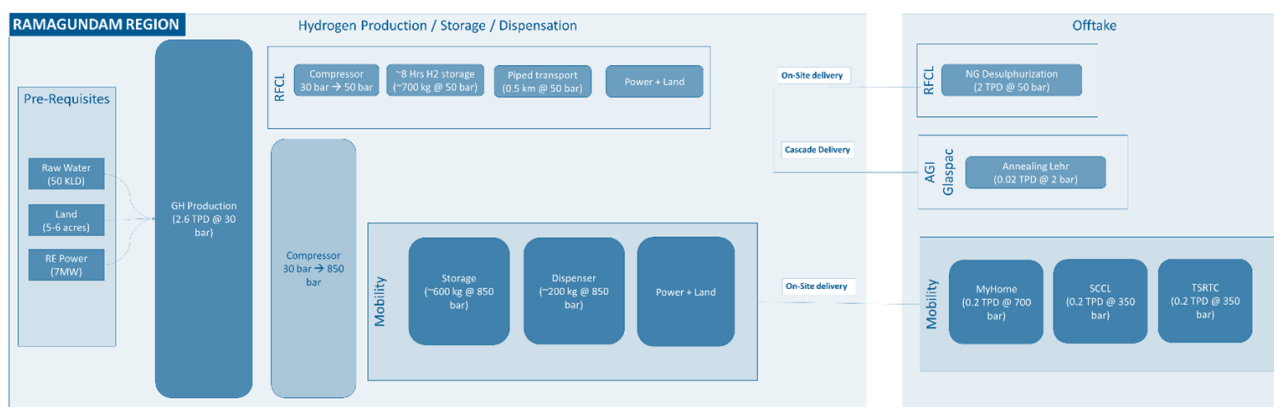 RAMAGUNDAM REGION
Hydrogen Production / Storage / Dispensation
Offtake
Pre-Requisites
Raw Water
(50 KLD)
Land
(5-6 acres)
RE Power
(7MW)
GH Production
(2.6 TPD @ 30
bar)
RFCL
Compressor
30 bar → 50 bar
~8 Hrs H2 storage
(~700 kg @ 50 bar)
Piped transport
(0.5 km @ 50 bar)
Power + Land
Compressor
30 bar → 850
bar
Mobility
Storage
(~600 kg @ 850
bar)
Dispenser
(~200 kg @ 850
bar)
Power + Land
On-Site delivery
Cascade Delivery
On-Site delivery
RFCL
NG Desulphurization
(2 TPD @ 50 bar)
AGI
Glaspac
Annealing Lehr
(0.02 TPD @ 2 bar)
Mobility
MyHome
(0.2 TPD @ 700
bar)
SCCL
(0.2 TPD @ 350
bar)
TSRTC
(0.2 TPD @ 350
bar)